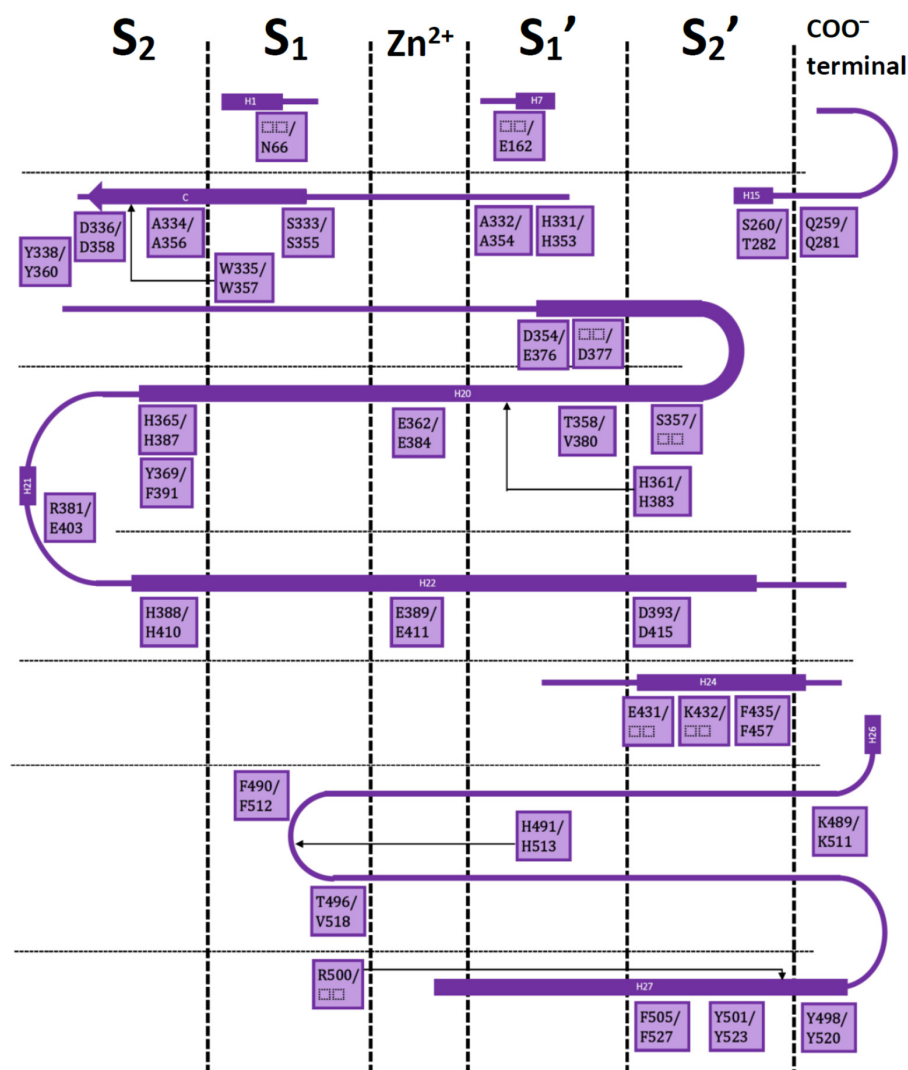 S2 S1 Zn²⁺ S1’ S2’ COO⁻
terminal
H1 H7
□□/ □□/
N66 E162
C H15
Y338/ D336/ A334/ S333/ A332/ H331/ S260/ Q259/
Y360 D358 A356 S355 A354 H353 T282 Q281
W335/
W357
D354/ □□/
E376 D377
H20
H365/ E362/ T358/ S357/
H387 E384 V380 □□
Y369/ H361/
F391 H383
H21
R381/
E403
H22
H388/ E389/ D393/
H410 E411 D415
H24
E431/ K432/ F435/
□□ □□ F457
H26
F490/
F512
H491/ K489/
H513 K511
T496/
V518
R500/
□□
H27
F505/ Y501/ Y498/
F527 Y523 Y520